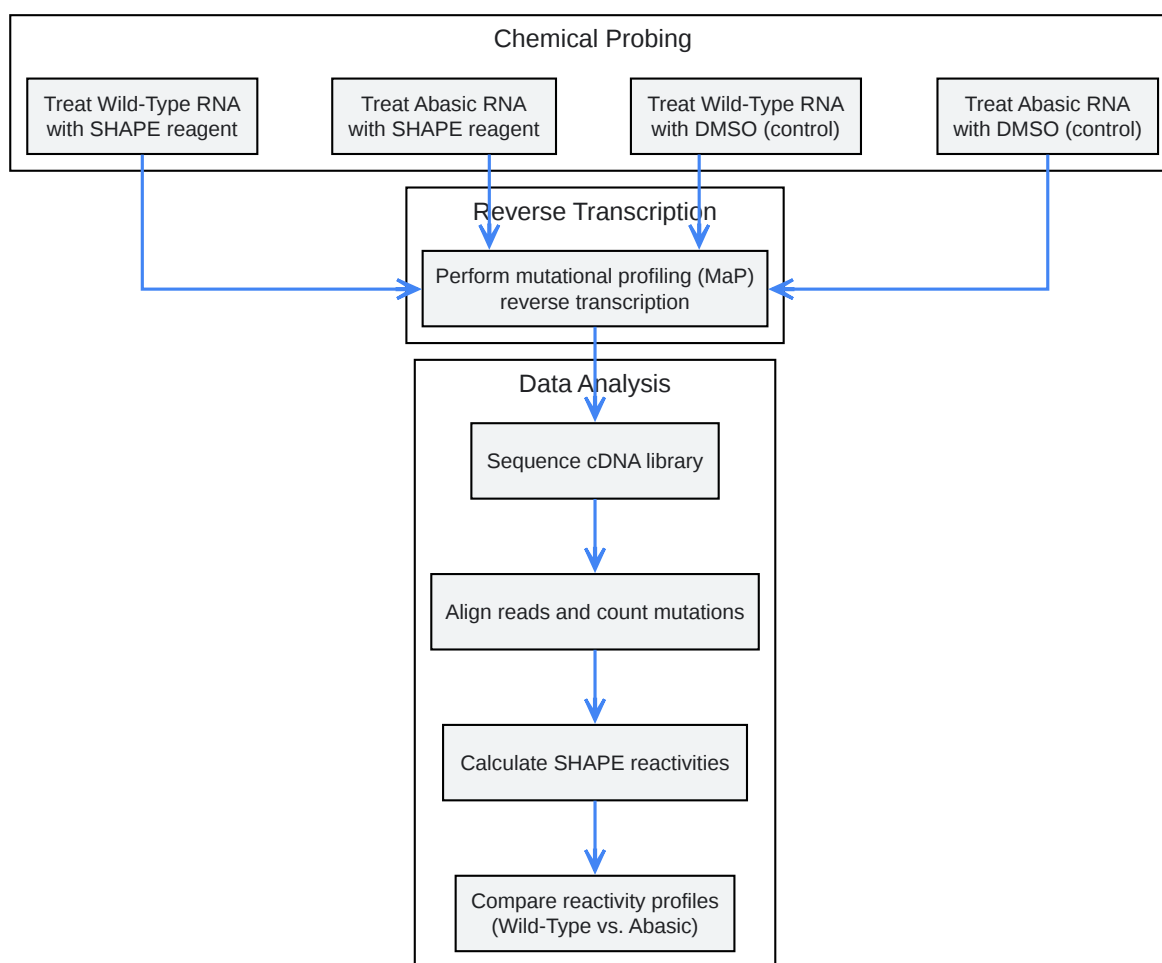 Chemical Probing
Treat Wild-Type RNA
with SHAPE reagent
Treat Abasic RNA
with SHAPE reagent
Treat Wild-Type RNA
with DMSO (control)
Treat Abasic RNA
with DMSO (control)
Reverse Transcription
Perform mutational profiling (MaP)
reverse transcription
Data Analysis
Sequence cDNA library
Align reads and count mutations
Calculate SHAPE reactivities
Compare reactivity profiles
(Wild-Type vs. Abasic)